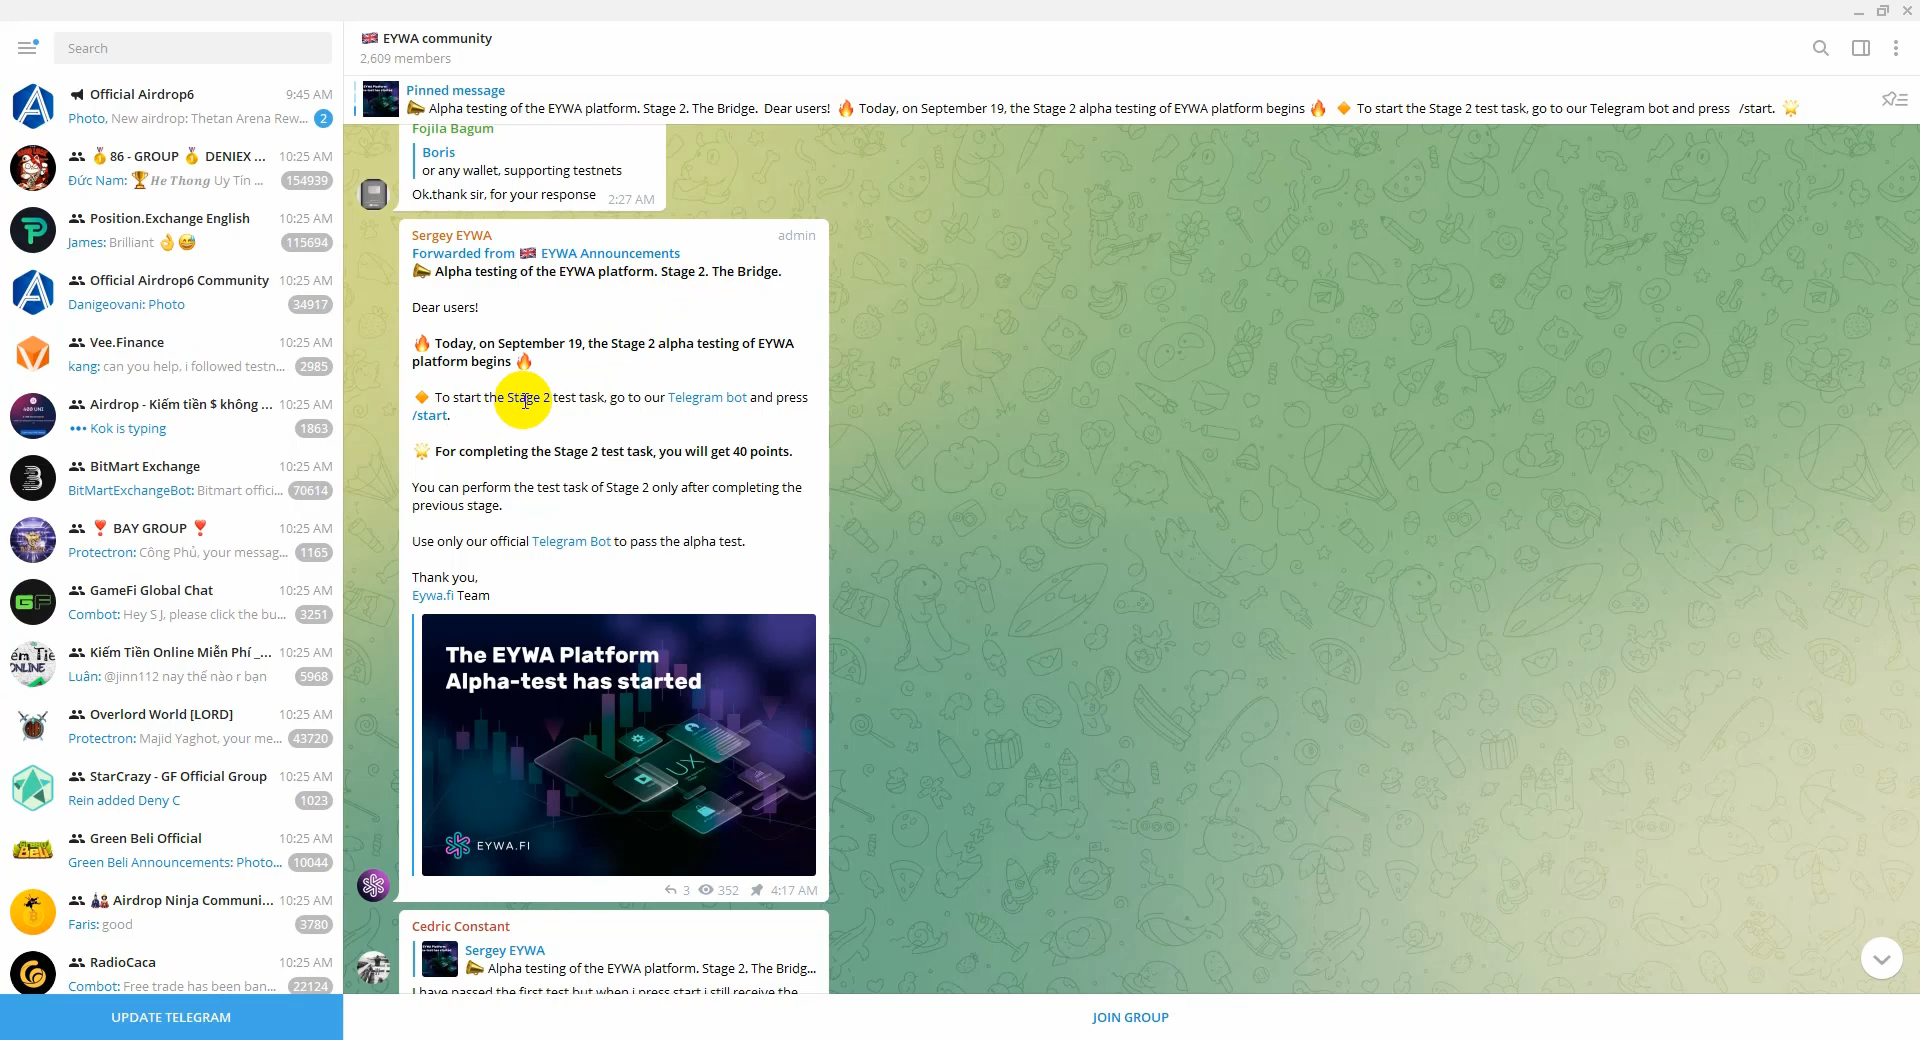 Search
Official Airdrop6 9:45 AM
Photo, New airdrop: Thetan Arena Rew... 2
🥇86 - GROUP 🥇 DENIEX ... 10:25 AM
Đức Nam: 🏆He Thong Uy Tín ... 154939
Position.Exchange English 10:25 AM
James: Brilliant 👌😅 115694
Official Airdrop6 Community 10:25 AM
Danigeovani: Photo 34917
Vee.Finance 10:25 AM
kang: can you help, i followed testn... 2985
Airdrop - Kiếm tiền $ không ... 10:25 AM
Kok is typing 1863
BitMart Exchange 10:25 AM
BitMartExchangeBot: Bitmart offici... 70614
❣️ BAY GROUP ❣️ 10:25 AM
Protectron: Công Phủ, your messag... 1165
GameFi Global Chat 10:25 AM
Combot: Hey S J, please click the bu... 3251
Kiếm Tiền Online Miễn Phí _... 10:25 AM
Luân: @jinn112 nay thế nào r bạn 5968
Overlord World [LORD] 10:25 AM
Protectron: Majid Yaghot, your me... 43720
StarCrazy - GF Official Group 10:25 AM
Rein added Deny C 1023
Green Beli Official 10:25 AM
Green Beli Announcements: Photo... 10044
🎎 Airdrop Ninja Communi... 10:25 AM
Faris: good 3780
RadioCaca 10:25 AM
Combot: Free trade has been ban... 22124
UPDATE TELEGRAM
🇬🇧 EYWA community
2,609 members
Pinned message
📣 Alpha testing of the EYWA platform. Stage 2. The Bridge. Dear users! 🔥 Today, on September 19, the Stage 2 alpha testing of EYWA platform begins 🔥 🔸 To start the Stage 2 test task, go to our Telegram bot and press /start. 🌟
Fojila Bagum
Boris
or any wallet, supporting testnets
Ok.thank sir, for your response 2:27 AM
Sergey EYWA admin
Forwarded from 🇬🇧 EYWA Announcements
📣 Alpha testing of the EYWA platform. Stage 2. The Bridge.
Dear users!
🔥 Today, on September 19, the Stage 2 alpha testing of EYWA
platform begins 🔥
🔸 To start the Stage 2 test task, go to our Telegram bot and press
/start.
🌟 For completing the Stage 2 test task, you will get 40 points.
You can perform the test task of Stage 2 only after completing the
previous stage.
Use only our official Telegram Bot to pass the alpha test.
Thank you,
Eywa.fi Team
The EYWA Platform
Alpha-test has started
UX
EYWA.FI
3 352 4:17 AM
Cedric Constant
Sergey EYWA
📣 Alpha testing of the EYWA platform. Stage 2. The Bridg...
I have passed the first test but when i press start i still receive the
JOIN GROUP